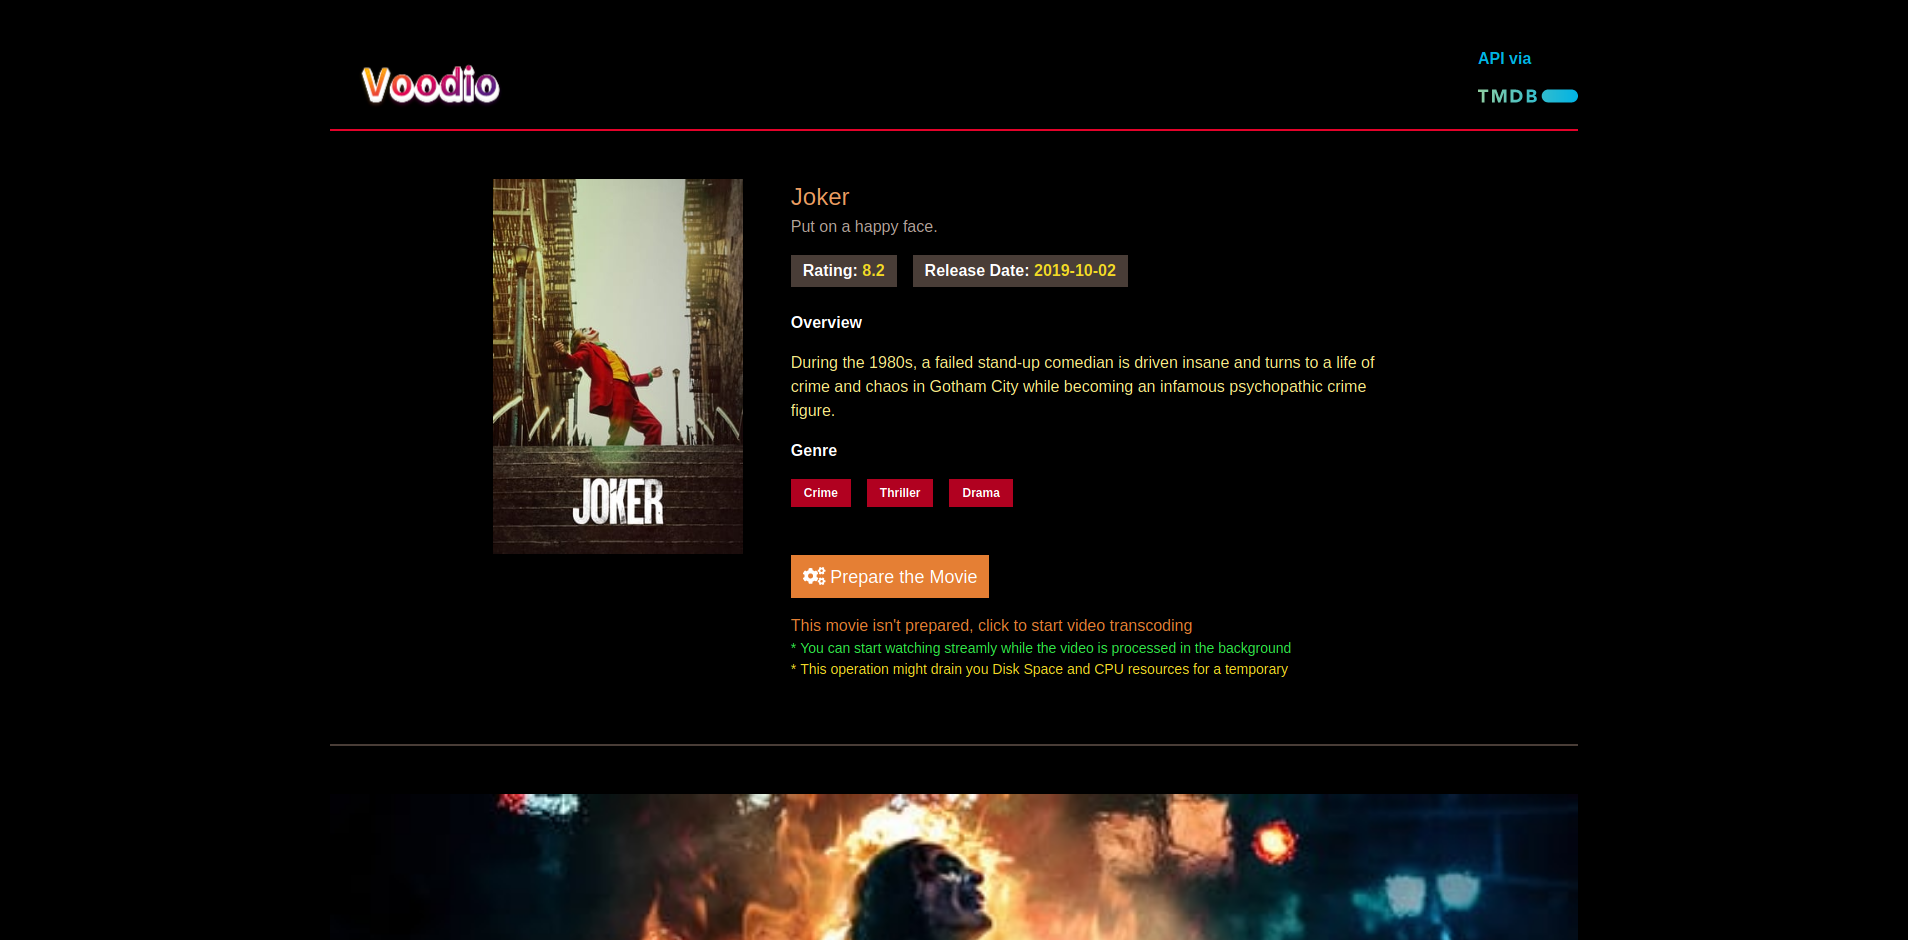 Voodio
API via
TMDB
Joker
Put on a happy face.
Rating: 8.2
Release Date: 2019-10-02
Overview
During the 1980s, a failed stand-up comedian is driven insane and turns to a life of
crime and chaos in Gotham City while becoming an infamous psychopathic crime
figure.
Genre
Crime
Thriller
Drama
JOKER
Prepare the Movie
This movie isn't prepared, click to start video transcoding
* You can start watching streamly while the video is processed in the background
* This operation might drain you Disk Space and CPU resources for a temporary